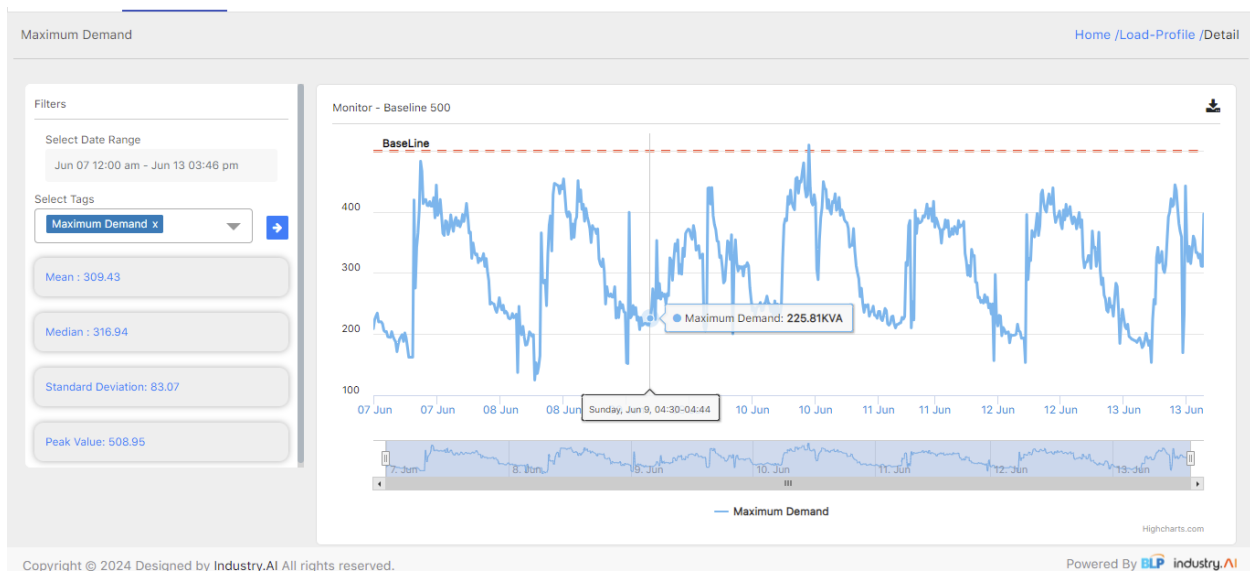 Maximum Demand
Home /Load-Profile /Detail
Filters
Select Date Range
Jun 07 12:00 am - Jun 13 03:46 pm
Select Tags
Maximum Demand x
Mean : 309.43
Median : 316.94
Standard Deviation: 83.07
Peak Value: 508.95
Monitor - Baseline 500
BaseLine
400
300
200
100
Maximum Demand: 225.81KVA
07 Jun 07 Jun 08 Jun 08 Jun Sunday, Jun 9, 04:30-04:44 10 Jun 10 Jun 11 Jun 11 Jun 12 Jun 12 Jun 13 Jun 13 Jun
7. Jun 8. Jun 9. Jun 10. Jun 11. Jun 12. Jun 13. Jun
Maximum Demand
Highcharts.com
Copyright © 2024 Designed by Industry.AI All rights reserved.
Powered By BLP industry.AI